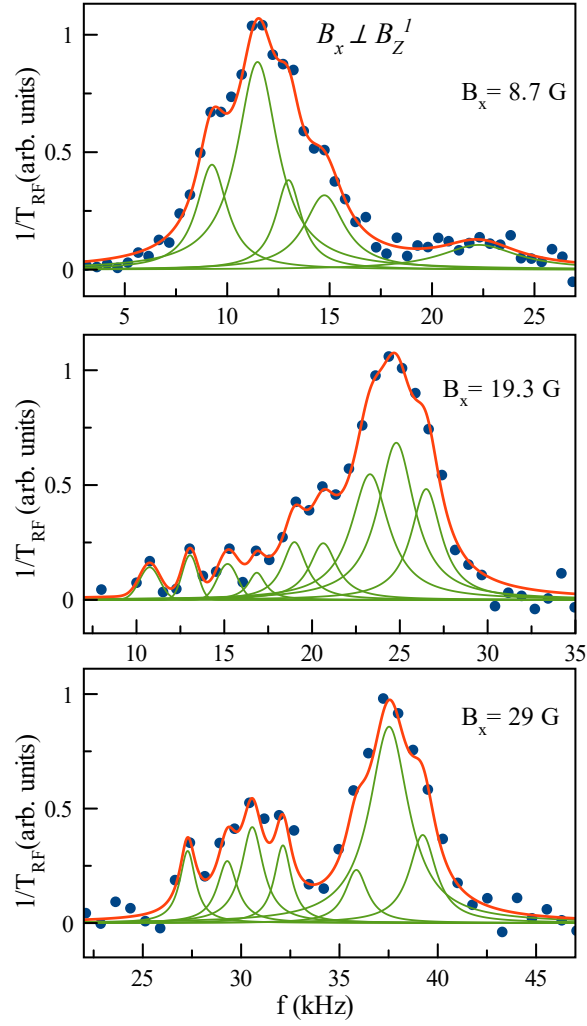 B_x ⊥ B_Z^1
B_x= 8.7 G
1/T_RF(arb. units)
1
0.5
0
5 10 15 20 25
B_x= 19.3 G
1/T_RF(arb. units)
1
0.5
0
10 15 20 25 30 35
B_x= 29 G
1/T_RF(arb. units)
1
0.5
0
25 30 35 40 45
f (kHz)